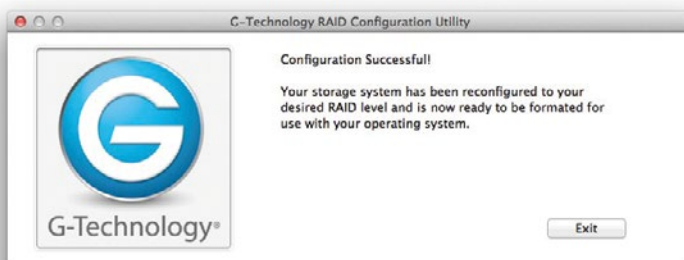 G-Technology RAID Configuration Utility
Configuration Successful!
Your storage system has been reconfigured to your
desired RAID level and is now ready to be formated for
use with your operating system.
G
G-Technology®
Exit